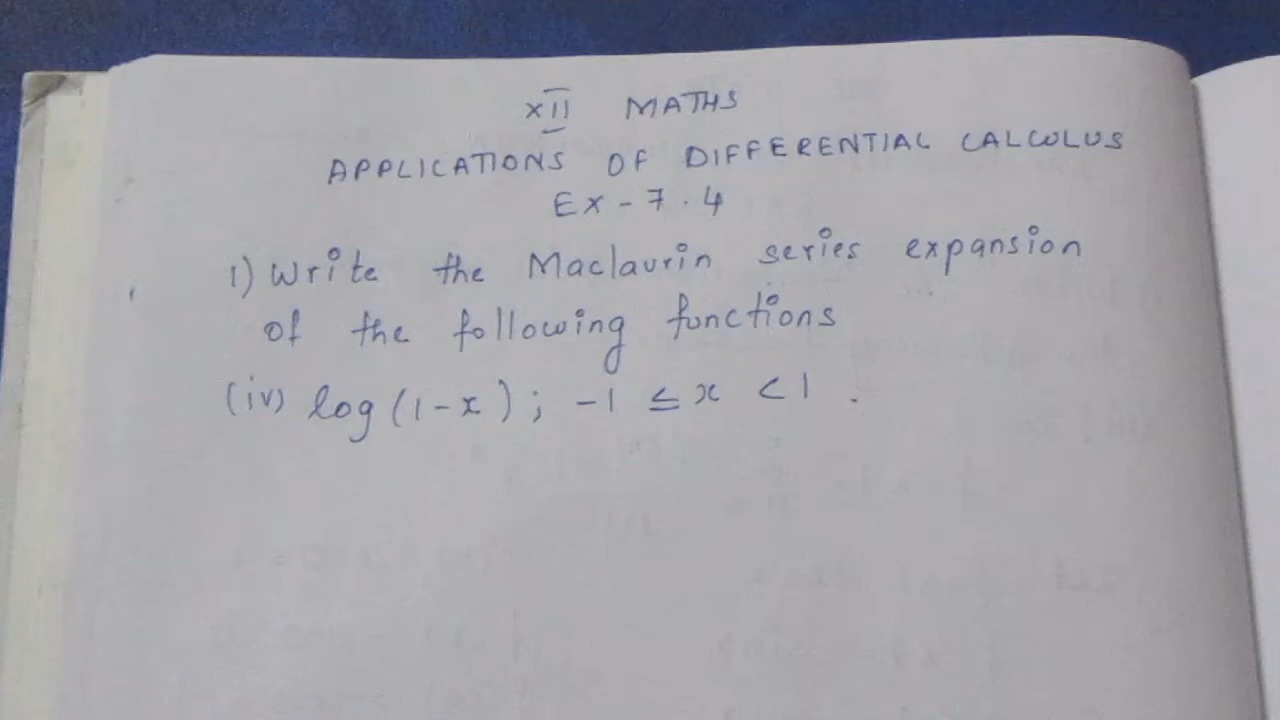 XII MATHS
APPLICATIONS OF DIFFERENTIAL CALCULUS
EX - 7.4
1) Write the Maclaurin series expansion
of the following functions
(iv) log(1-x); -1 ≤ x < 1.